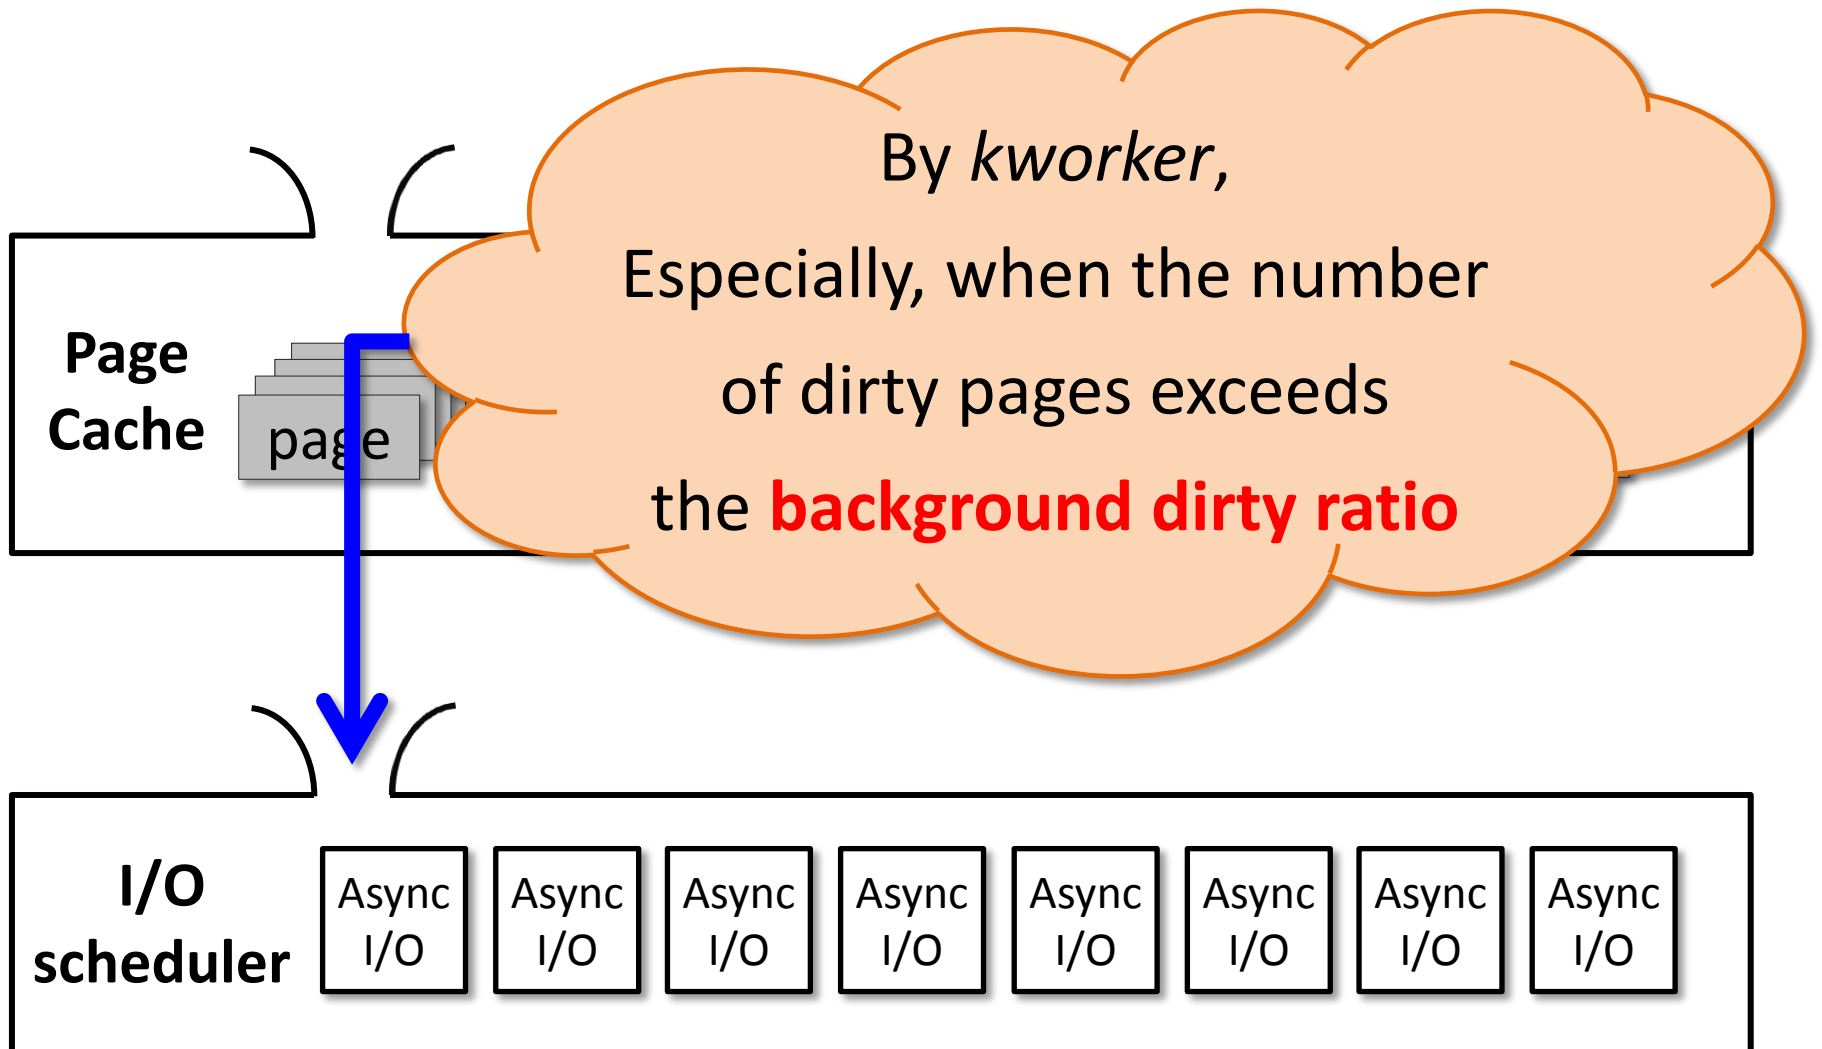 By kworker,
Especially, when the number
of dirty pages exceeds
the background dirty ratio
Page
Cache
page
I/O
scheduler
Async
I/O
Async
I/O
Async
I/O
Async
I/O
Async
I/O
Async
I/O
Async
I/O
Async
I/O